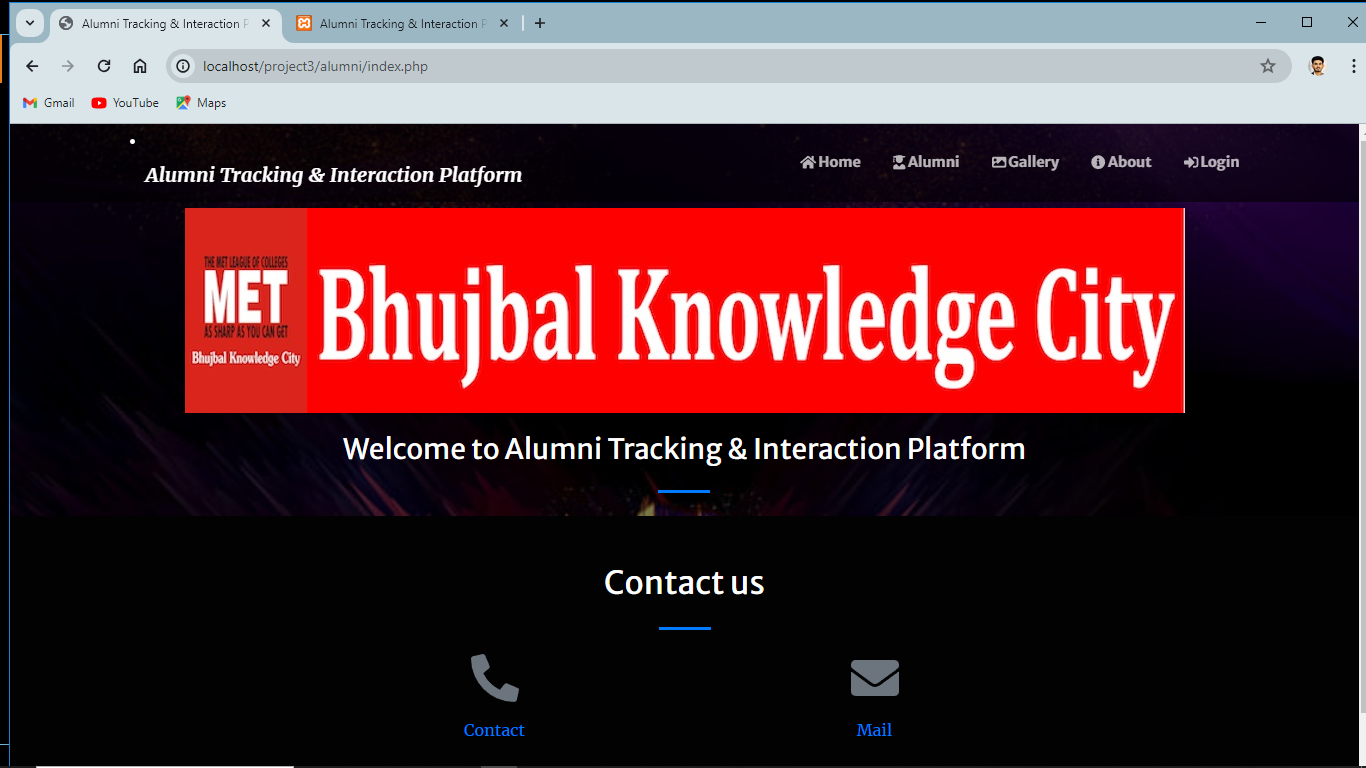 Alumni Tracking & Interaction P
Alumni Tracking & Interaction P
localhost/project3/alumni/index.php
Gmail YouTube Maps
Home Alumni Gallery About Login
Alumni Tracking & Interaction Platform
THE MET LEAGUE OF COLLEGES
MET
AS SHARP AS YOU CAN GET
Bhujbal Knowledge City
Bhujbal Knowledge City
Welcome to Alumni Tracking & Interaction Platform
Contact us
Contact
Mail